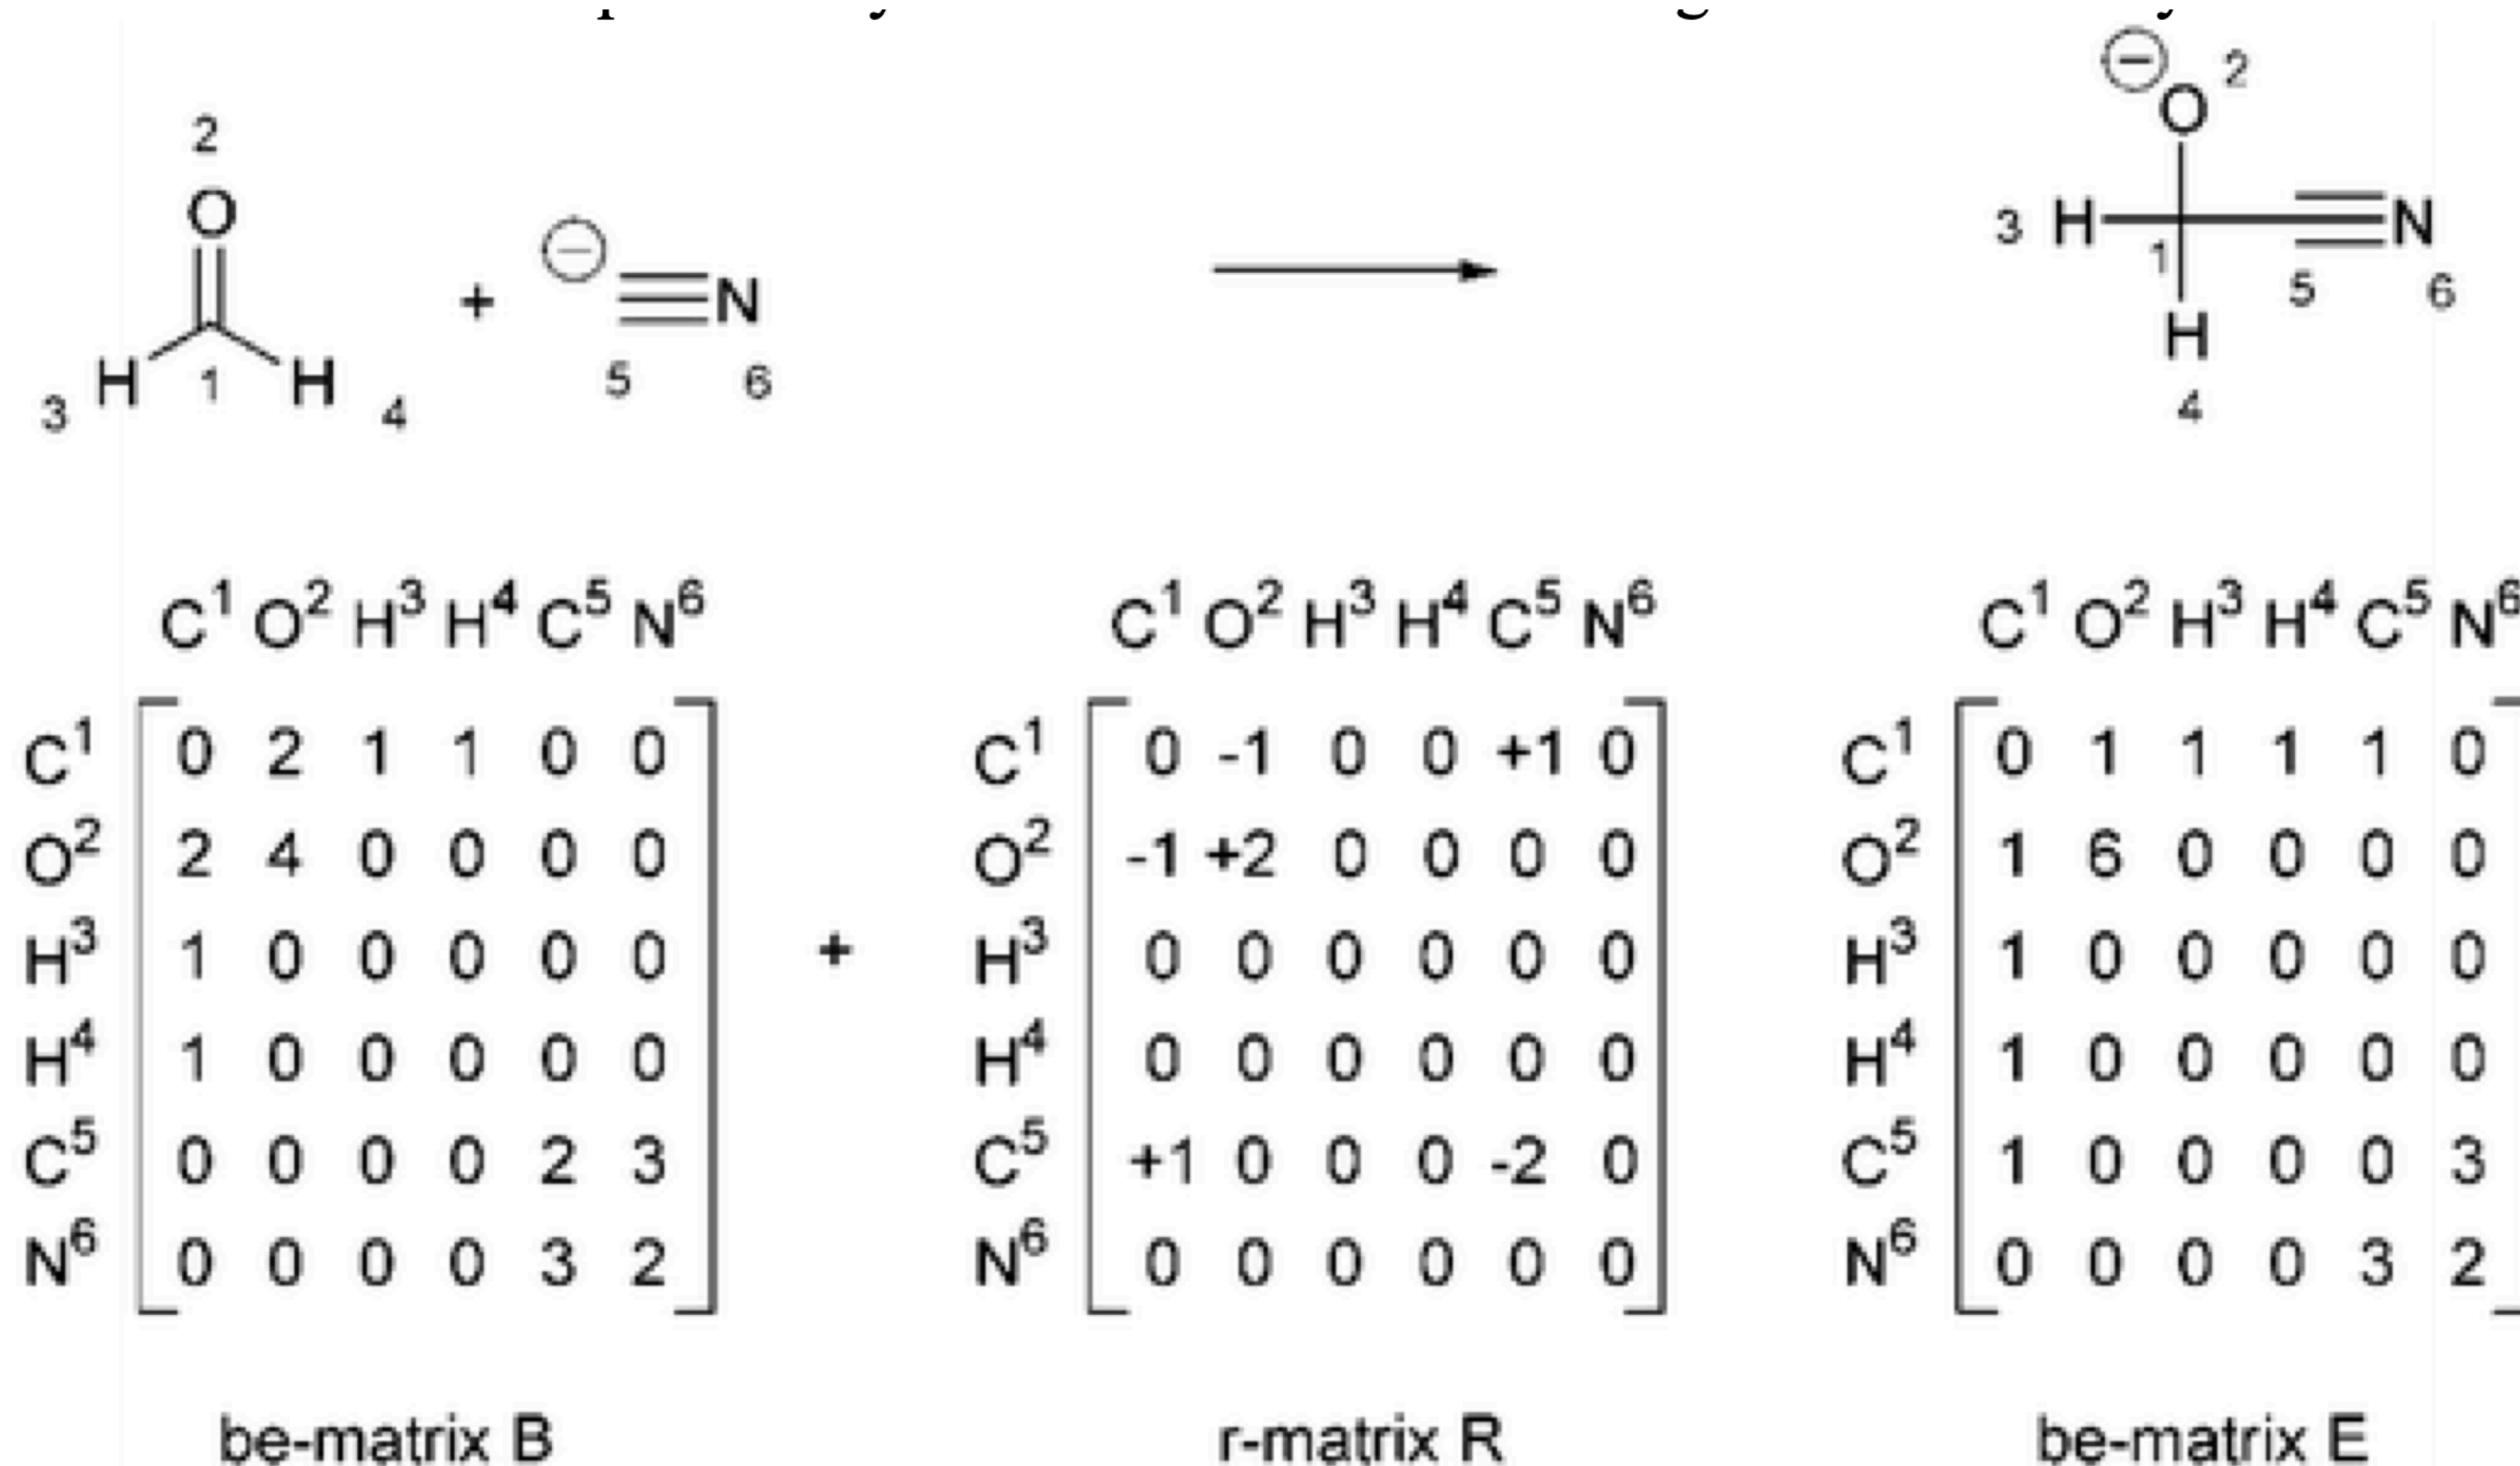 2 O H 3 1 H 4 + ⊖ N 5 6 ⊖ O 2 3 H 1 H 4 N 5 6
C¹ O² H³ H⁴ C⁵ N⁶ C¹ O² H³ H⁴ C⁵ N⁶ C¹ O² H³ H⁴ C⁵ N⁶
C¹ 0 2 1 1 0 0 C¹ 0 -1 0 0 +1 0 C¹ 0 1 1 1 1 0
O² 2 4 0 0 0 0 O² -1 +2 0 0 0 0 O² 1 6 0 0 0 0
H³ 1 0 0 0 0 0 + H³ 0 0 0 0 0 0 H³ 1 0 0 0 0 0
H⁴ 1 0 0 0 0 0 H⁴ 0 0 0 0 0 0 H⁴ 1 0 0 0 0 0
C⁵ 0 0 0 0 2 3 C⁵ +1 0 0 0 -2 0 C⁵ 1 0 0 0 0 3
N⁶ 0 0 0 0 3 2 N⁶ 0 0 0 0 0 0 N⁶ 0 0 0 0 3 2
be-matrix B r-matrix R be-matrix E